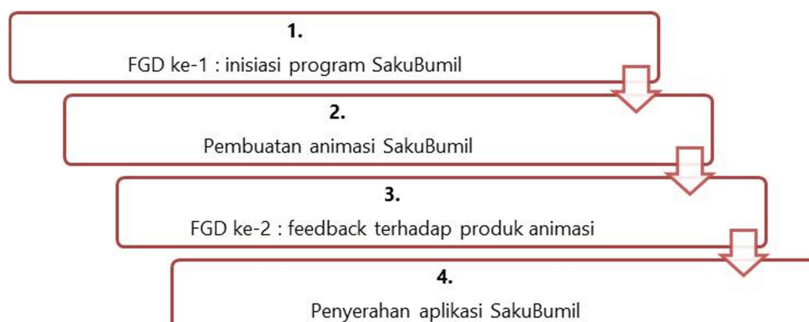 1.
FGD ke-1 : inisiasi program SakuBumil
2.
Pembuatan animasi SakuBumil
3.
FGD ke-2 : feedback terhadap produk animasi
4.
Penyerahan aplikasi SakuBumil